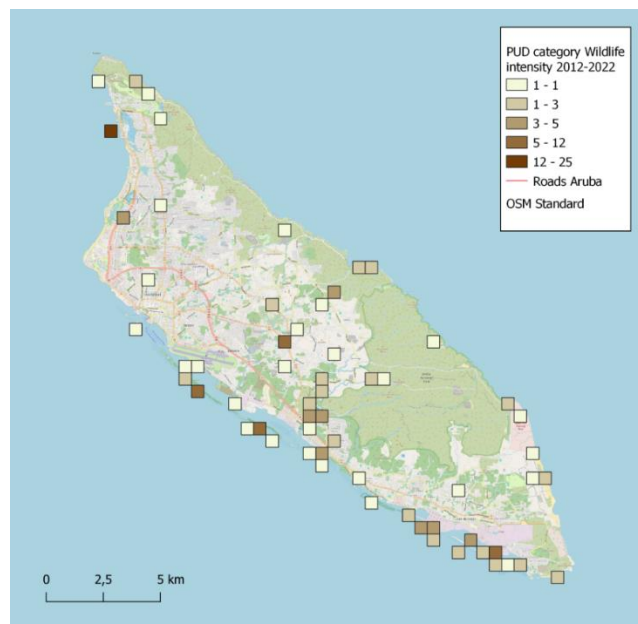 PUD category Wildlife
intensity 2012-2022
1 - 1
1 - 3
3 - 5
5 - 12
12 - 25
Roads Aruba
OSM Standard
0 2,5 5 km